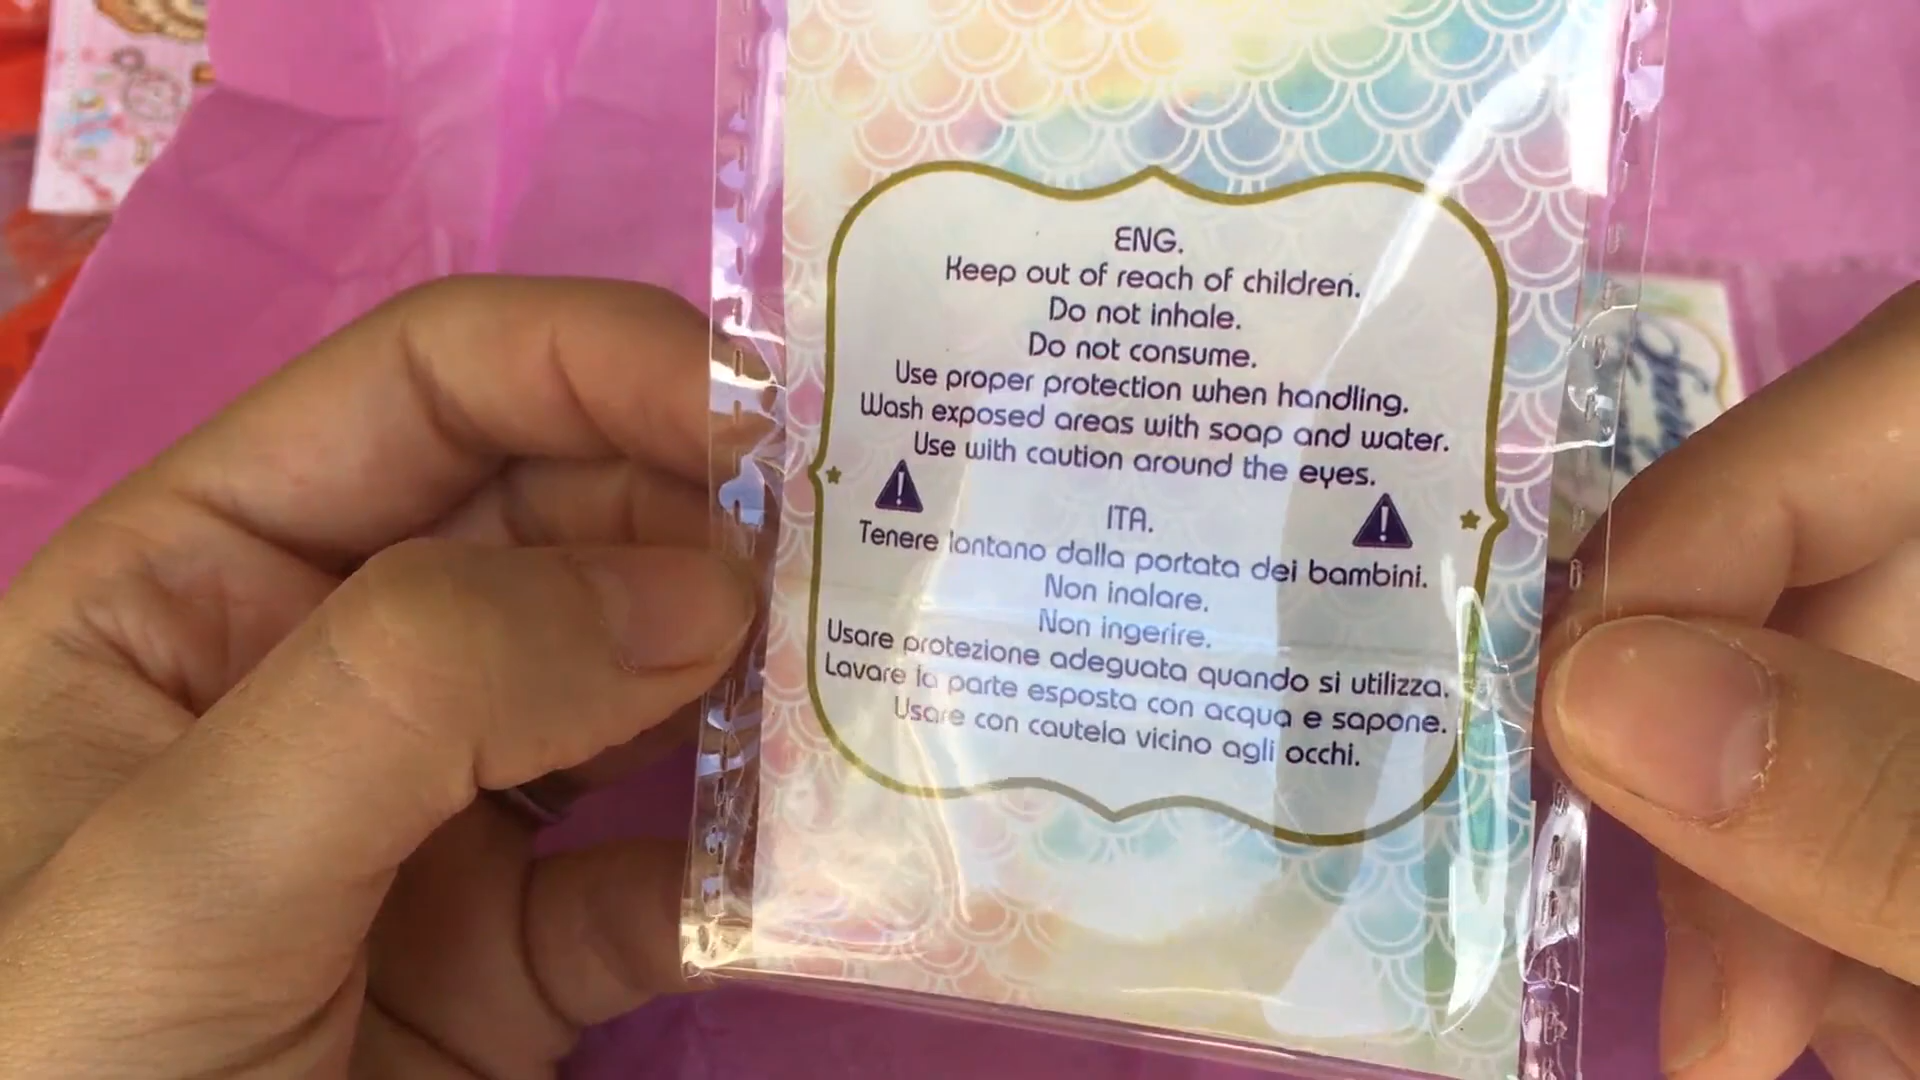 ENG.
Keep out of reach of children.
Do not inhale.
Do not consume.
Use proper protection when handling.
Wash exposed areas with soap and water.
Use with caution around the eyes.
ITA.
Tenere lontano dalla portata dei bambini.
Non inalare.
Non ingerire.
Usare protezione adeguata quando si utilizza.
Lavare la parte esposta con acqua e sapone.
Usare con cautela vicino agli occhi.